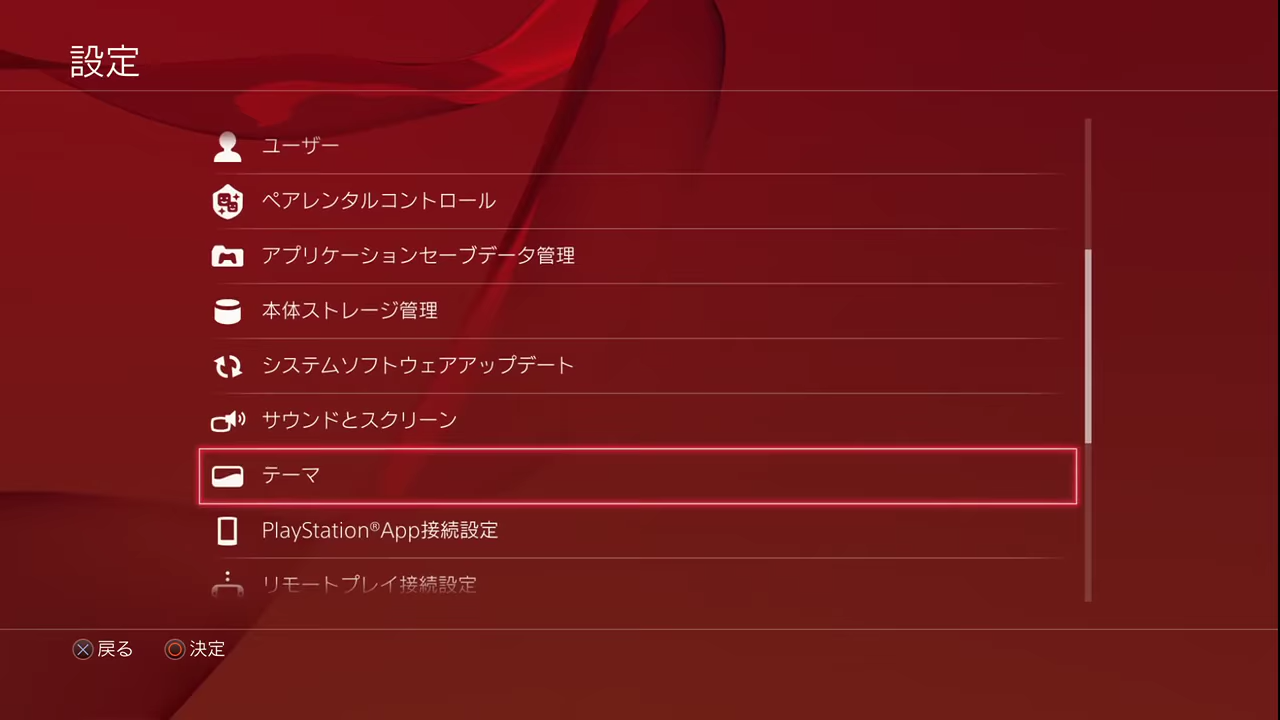 設定
ユーザー
ペアレンタルコントロール
アプリケーションセーブデータ管理
本体ストレージ管理
システムソフトウェアアップデート
サウンドとスクリーン
テーマ
PlayStation®App接続設定
リモートプレイ接続設定
戻る 決定